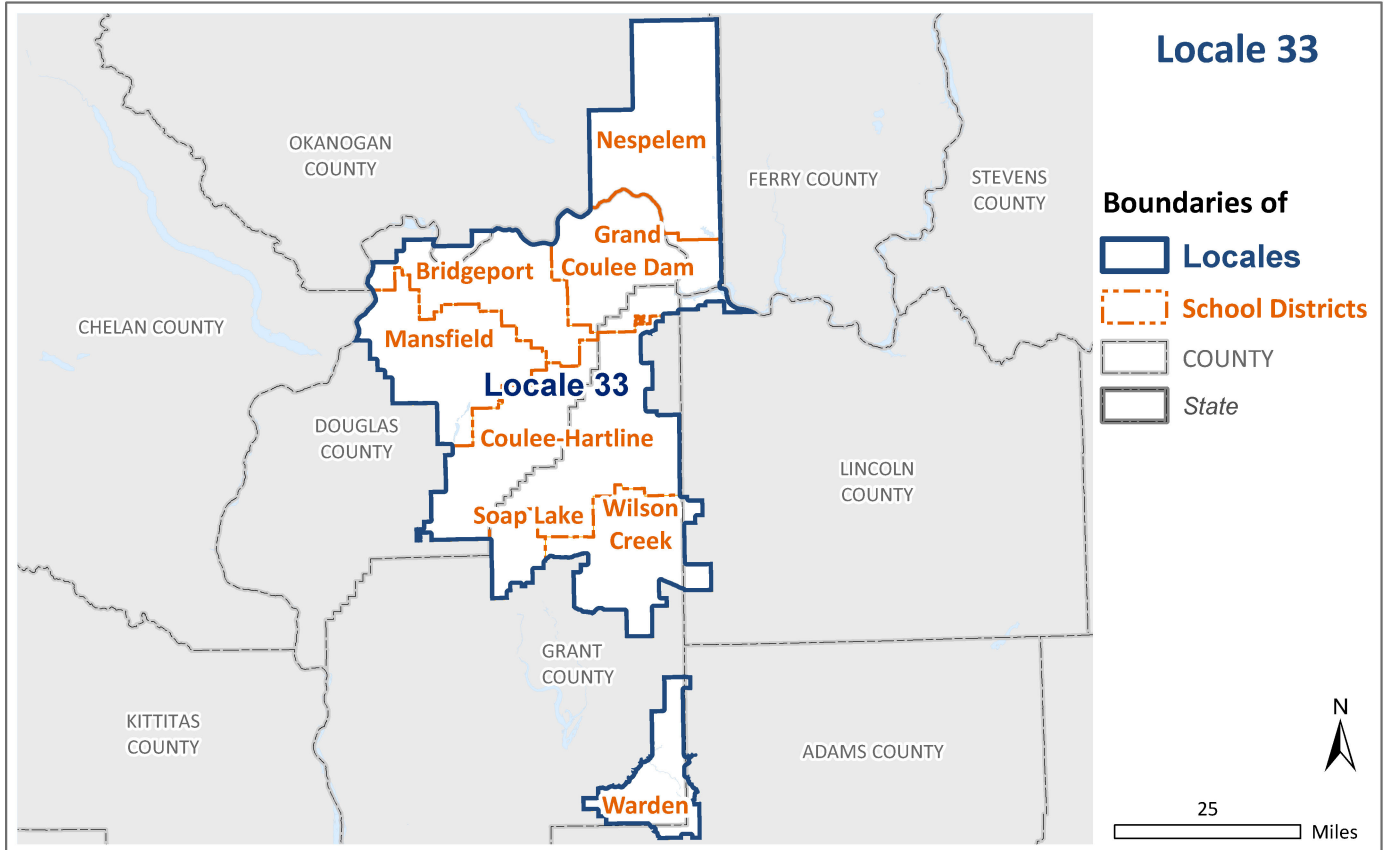 Locale 33
OKANOGAN
COUNTY
Nespelem
FERRY COUNTY
STEVENS
COUNTY
Grand
Coulee Dam
Bridgeport
CHELAN COUNTY
Mansfield
Locale 33
DOUGLAS
COUNTY
Coulee-Hartline
LINCOLN
COUNTY
Soap Lake
Wilson
Creek
GRANT
COUNTY
KITTITAS
COUNTY
ADAMS COUNTY
Warden
Boundaries of
Locales
School Districts
COUNTY
State
N
25
Miles